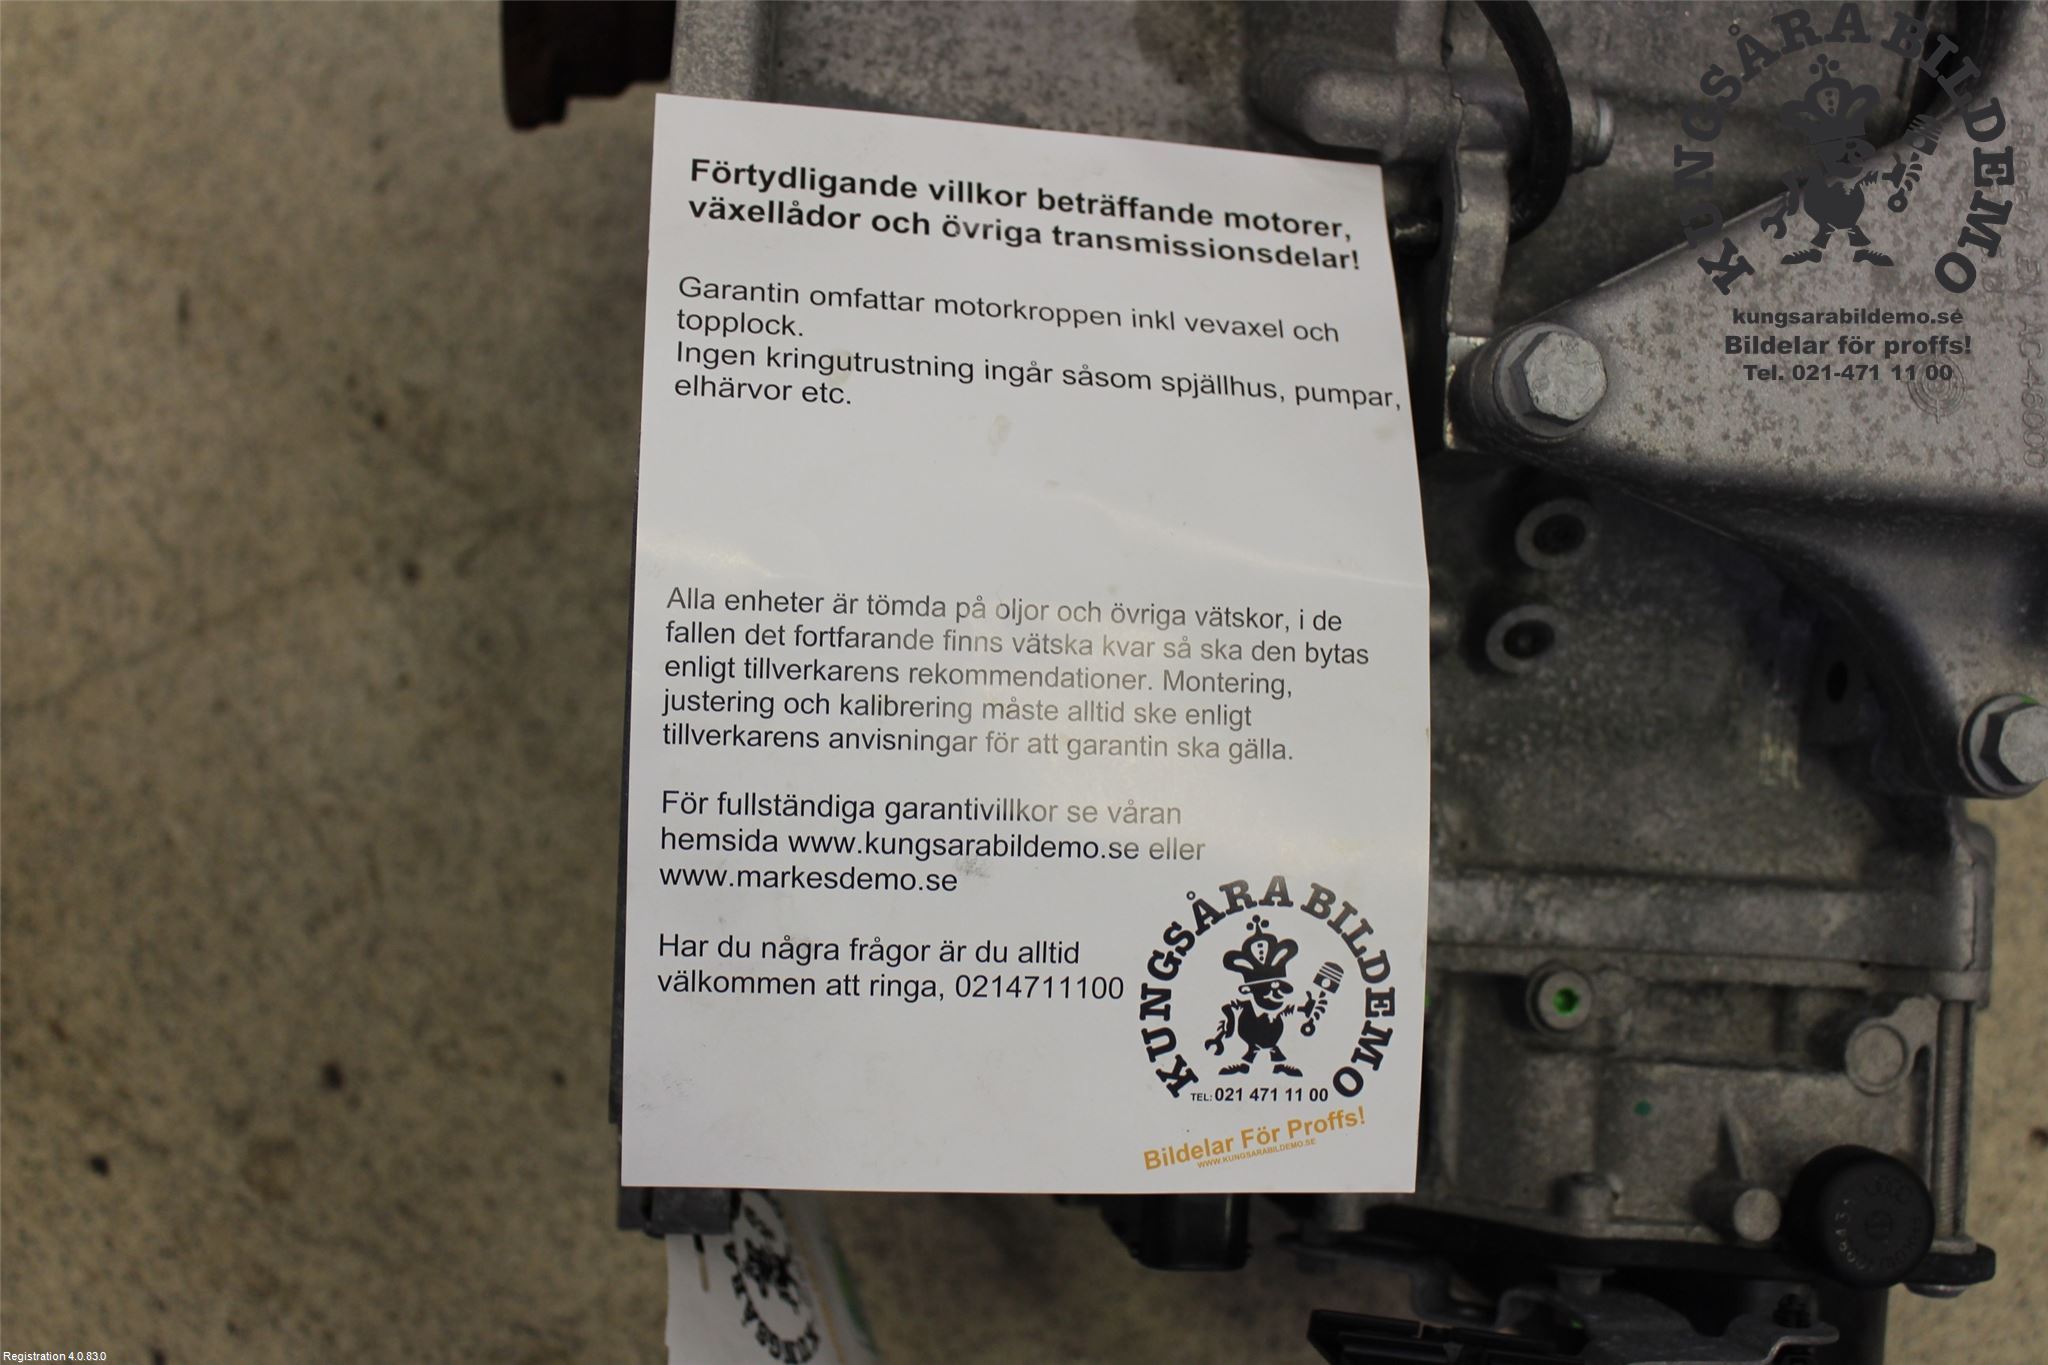 KUNGSÅRA BILDEMO
kungsarabildemo.se
Bildelar för proffs!
Tel. 021-471 11 00
Förtydligande villkor beträffande motorer,
växellådor och övriga transmissionsdelar!
Garantin omfattar motorkroppen inkl vevaxel och
topplock.
Ingen kringutrustning ingår såsom spjällhus, pumpar,
elhärvor etc.
Alla enheter är tömda på oljor och övriga vätskor, i de
fallen det fortfarande finns vätska kvar så ska den bytas
enligt tillverkarens rekommendationer. Montering,
justering och kalibrering måste alltid ske enligt
tillverkarens anvisningar för att garantin ska gälla.
För fullständiga garantivillkor se våran
hemsida www.kungsarabildemo.se eller
www.markesdemo.se
Har du några frågor är du alltid
välkommen att ringa, 0214711100
KUNGSÅRA BILDEMO
TEL: 021 471 11 00
Bildelar För Proffs!
WWW.KUNGSARABILDEMO.SE
Registration 4.0.83.0